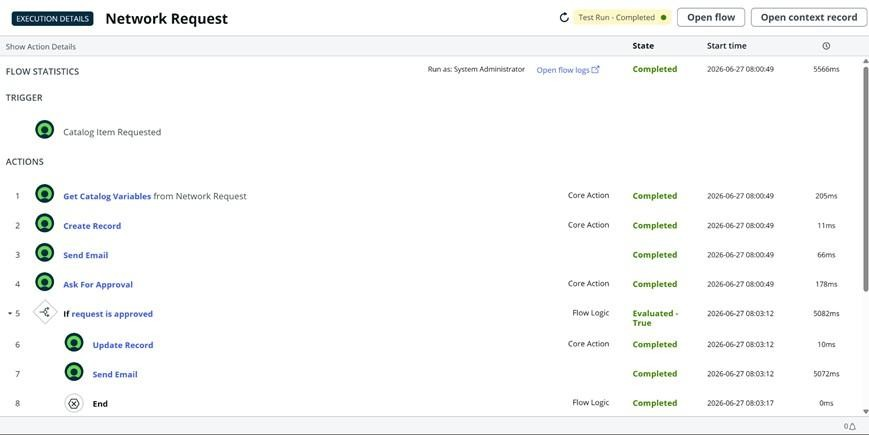 EXECUTION DETAILS Network Request Test Run - Completed Open flow Open context record
Show Action Details State Start time
FLOW STATISTICS Run as: System Administrator Open flow logs Completed 2026-06-27 08:00:49 5566ms
TRIGGER
Catalog Item Requested
ACTIONS
1 Get Catalog Variables from Network Request Core Action Completed 2026-06-27 08:00:49 205ms
2 Create Record Core Action Completed 2026-06-27 08:00:49 11ms
3 Send Email Completed 2026-06-27 08:00:49 66ms
4 Ask For Approval Core Action Completed 2026-06-27 08:00:49 178ms
5 If request is approved Flow Logic Evaluated - True 2026-06-27 08:03:12 5082ms
6 Update Record Core Action Completed 2026-06-27 08:03:12 10ms
7 Send Email Completed 2026-06-27 08:03:12 5072ms
8 End Flow Logic Completed 2026-06-27 08:03:17 0ms
0